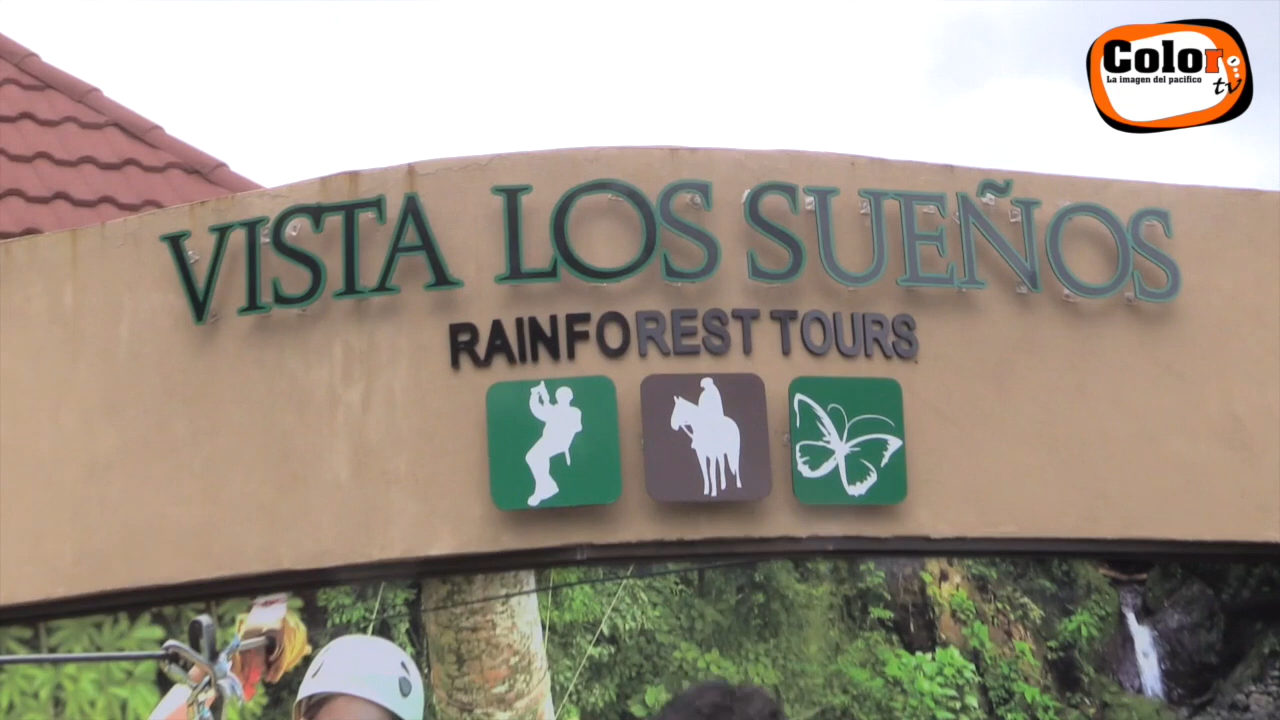 Color
La imagen del pacifico
tv
VISTA LOS SUEÑOS
RAINFOREST TOURS